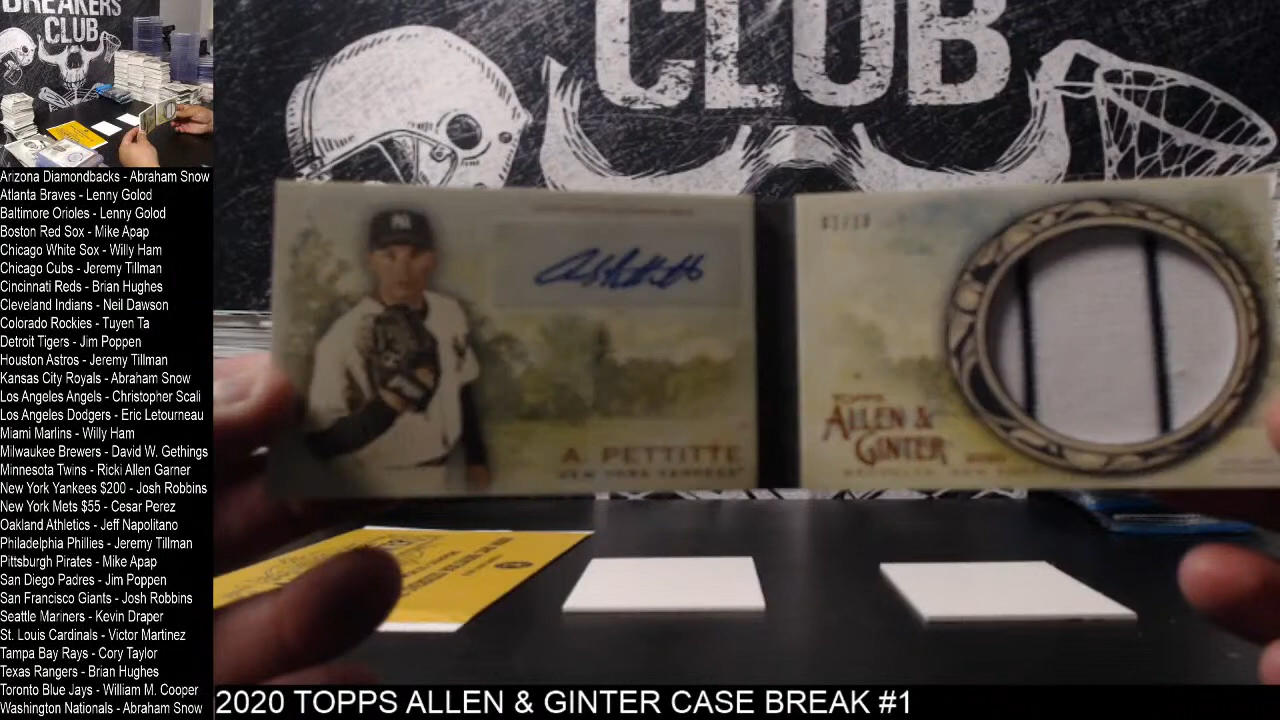 BREAKERS
CLUB
CLUB
Arizona Diamondbacks - Abraham Snow
Atlanta Braves - Lenny Golod
Baltimore Orioles - Lenny Golod
Boston Red Sox - Mike Apap
Chicago White Sox - Willy Ham
Chicago Cubs - Jeremy Tillman
Cincinnati Reds - Brian Hughes
Cleveland Indians - Neil Dawson
Colorado Rockies - Tuyen Ta
Detroit Tigers - Jim Poppen
Houston Astros - Jeremy Tillman
Kansas City Royals - Abraham Snow
Los Angeles Angels - Christopher Scali
Los Angeles Dodgers - Eric Letourneau
Miami Marlins - Willy Ham
Milwaukee Brewers - David W. Gethings
Minnesota Twins - Ricki Allen Garner
New York Yankees $200 - Josh Robbins
New York Mets $55 - Cesar Perez
Oakland Athletics - Jeff Napolitano
Philadelphia Phillies - Jeremy Tillman
Pittsburgh Pirates - Mike Apap
San Diego Padres - Jim Poppen
San Francisco Giants - Josh Robbins
Seattle Mariners - Kevin Draper
St. Louis Cardinals - Victor Martinez
Tampa Bay Rays - Cory Taylor
Texas Rangers - Brian Hughes
Toronto Blue Jays - William M. Cooper
Washington Nationals - Abraham Snow
A. PETTITTE
NEW YORK YANKEES
TOPPS
ALLEN &
GINTER
2020 TOPPS ALLEN & GINTER CASE BREAK #1